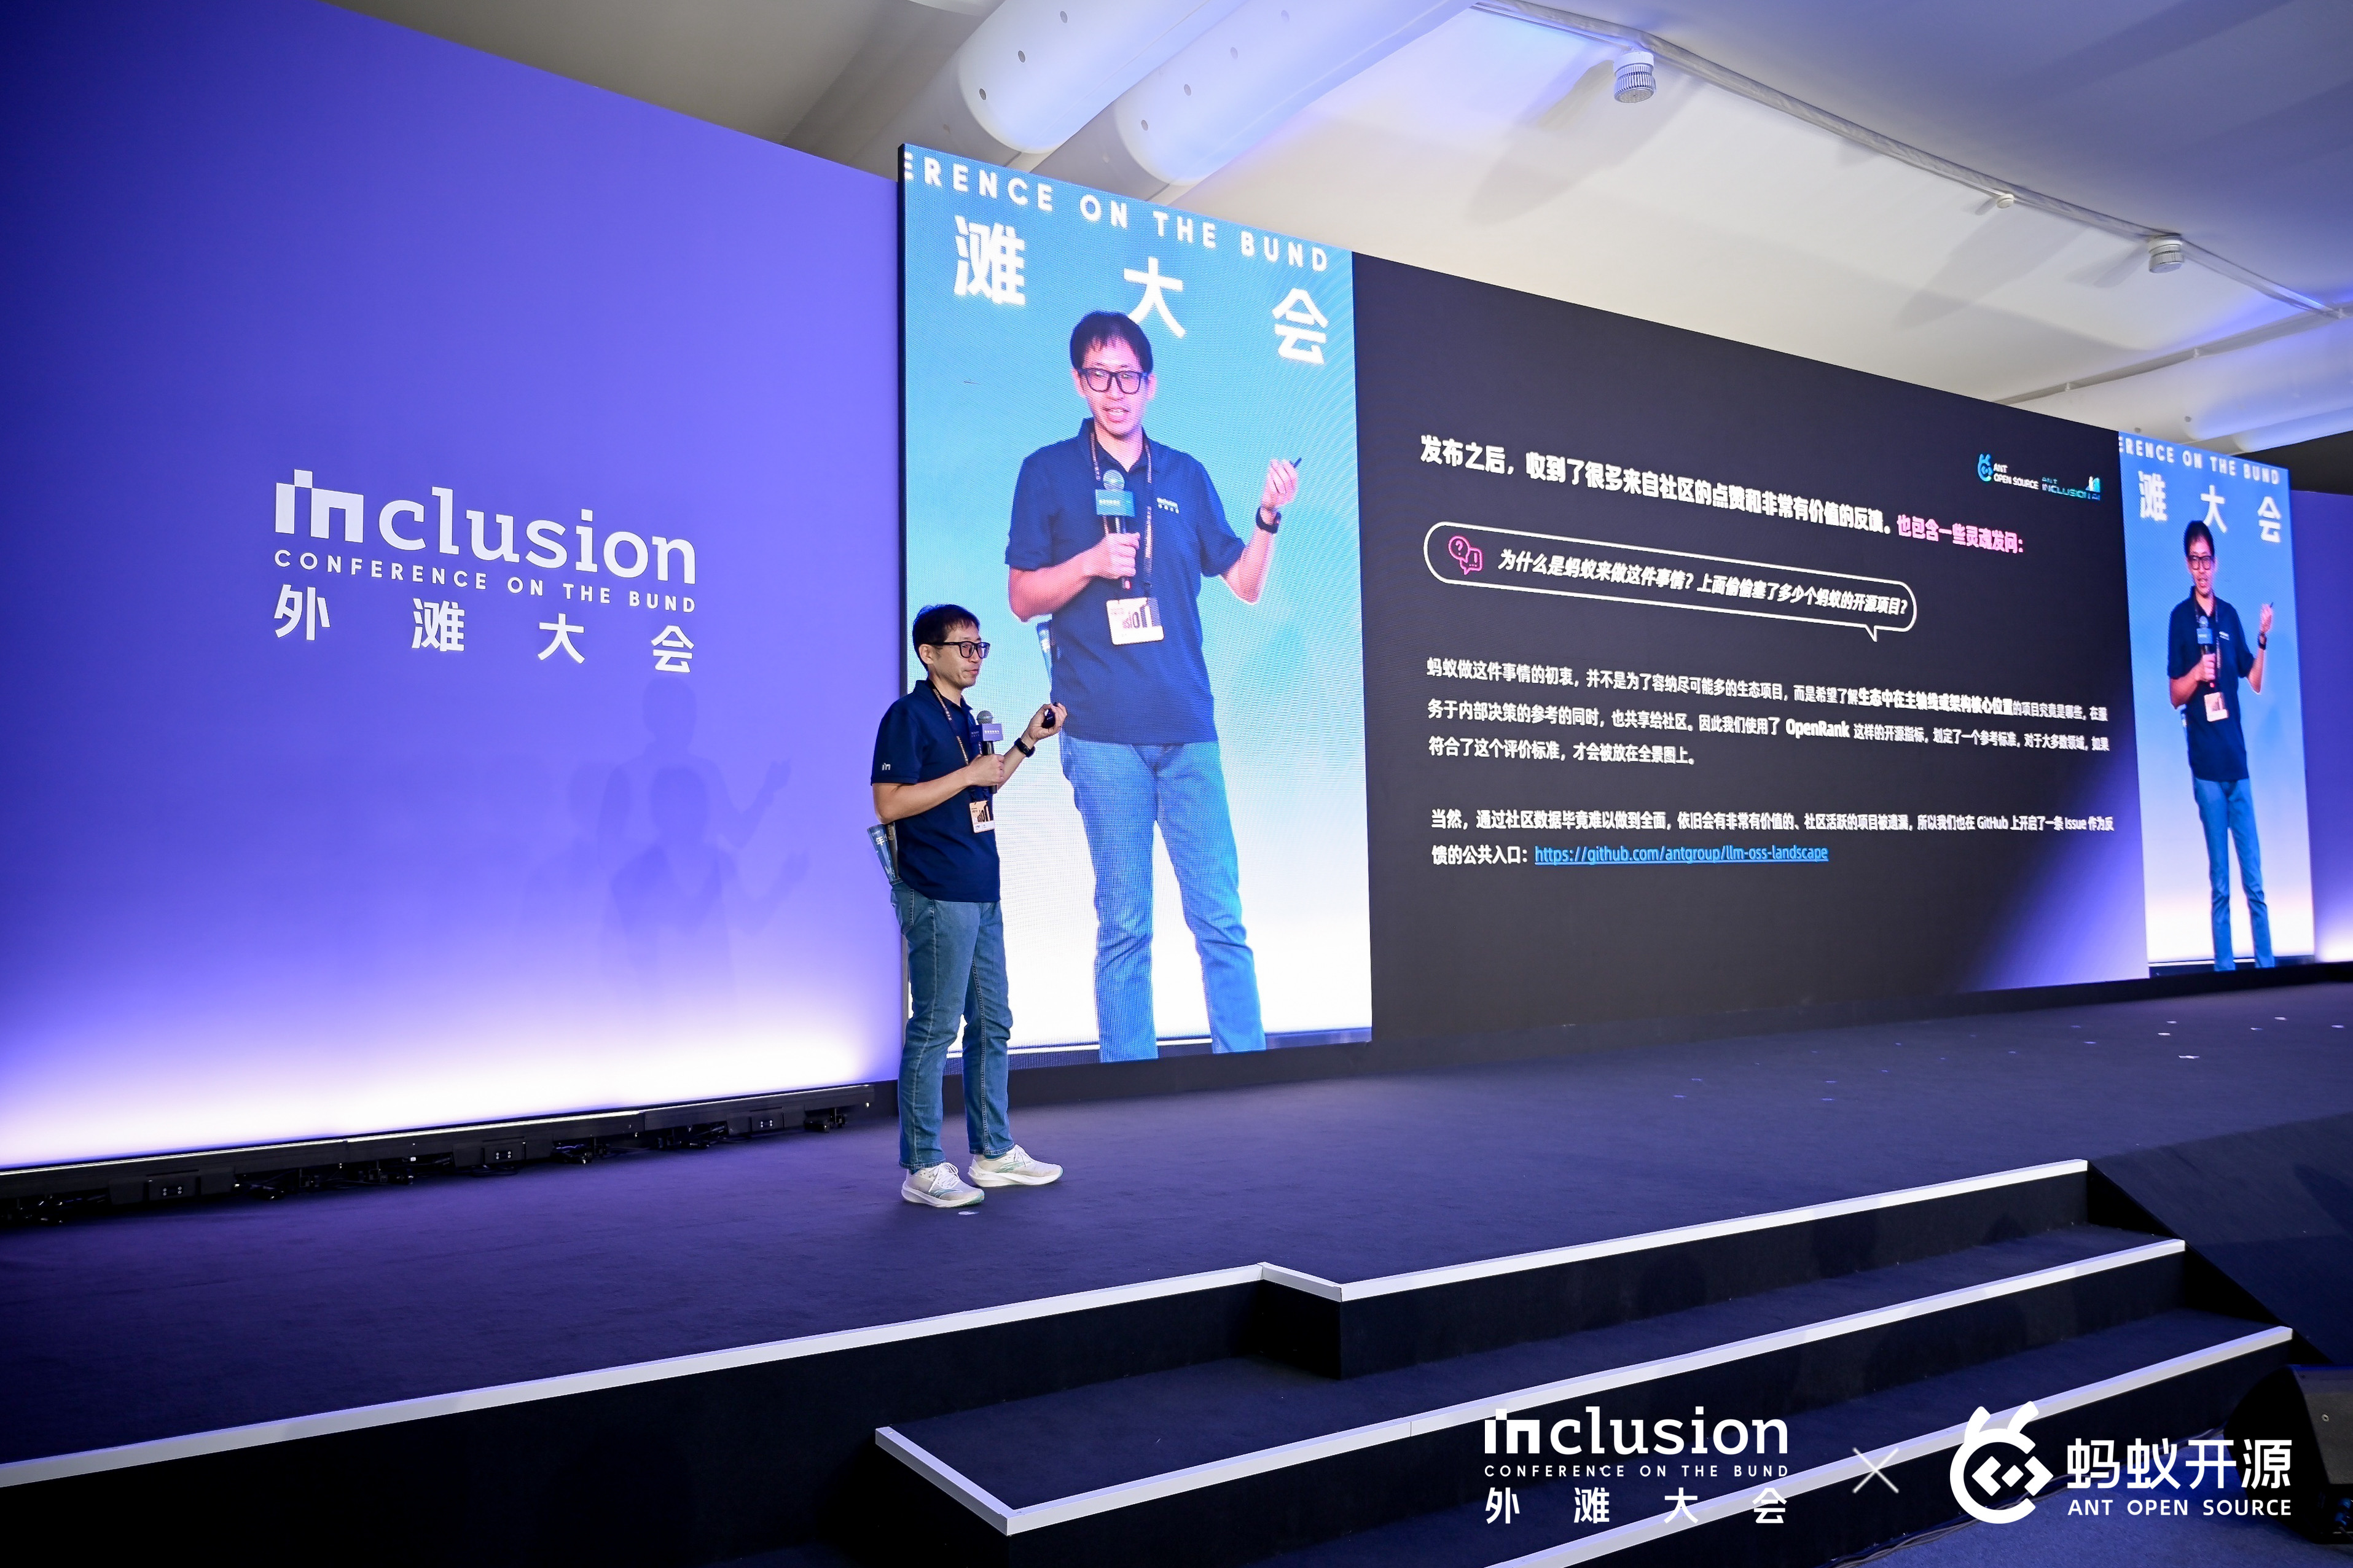 inclusion
CONFERENCE ON THE BUND
外 滩 大 会
ERENCE ON THE BUND
滩 大 会
发布之后，收到了很多来自社区的点赞和非常有价值的反馈。也包含一些灵魂发问：
ANT
OPEN SOURCE
INCLUSION AI
为什么是蚂蚁来做这件事情？上面偷偷塞了多少个蚂蚁的开源项目？
蚂蚁做这件事情的初衷，并不是为了容纳尽可能多的生态项目，而是希望了解生态中在主轴线或架构核心位置的项目究竟是哪些，在服
务于内部决策的参考的同时，也共享给社区。因此我们使用了 OpenRank 这样的开源指标，划定了一个参考标准，对于大多数领域，如果
符合了这个评价标准，才会被放在全景图上。
当然，通过社区数据毕竟难以做到全面，依旧会有非常有价值的、社区活跃的项目被遗漏，所以我们也在 GitHub 上开启了一条 Issue 作为反
馈的公共入口：https://github.com/antgroup/llm-oss-landscape
ERENCE ON THE BUND
滩 大 会
inclusion
CONFERENCE ON THE BUND
外 滩 大 会
蚂蚁开源
ANT OPEN SOURCE